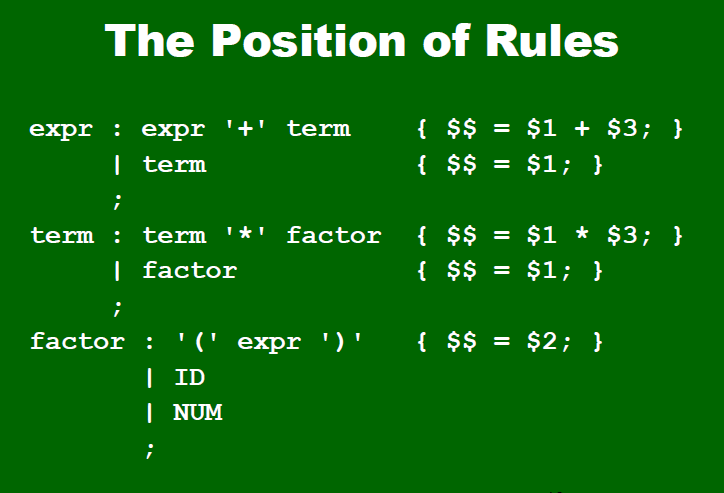 The Position of Rules
expr : expr '+' term { $$ = $1 + $3; }
| term { $$ = $1; }
;
term : term '*' factor { $$ = $1 * $3; }
| factor { $$ = $1; }
;
factor : '(' expr ')' { $$ = $2; }
| ID
| NUM
;